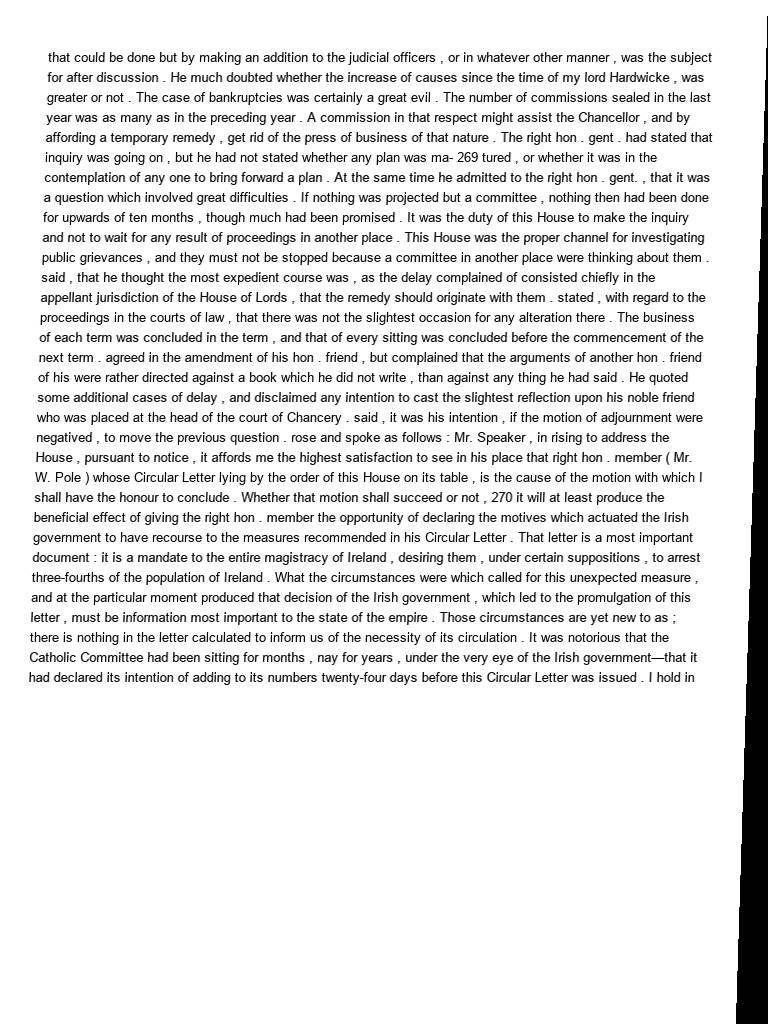 that could be done but by making an addition to the judicial officers , or in whatever other manner , was the subject
for after discussion . He much doubted whether the increase of causes since the time of my lord Hardwicke , was
greater or not . The case of bankruptcies was certainly a great evil . The number of commissions sealed in the last
year was as many as in the preceding year . A commission in that respect might assist the Chancellor , and by
affording a temporary remedy , get rid of the press of business of that nature . The right hon . gent . had stated that
inquiry was going on , but he had not stated whether any plan was ma- 269 tured , or whether it was in the
contemplation of any one to bring forward a plan . At the same time he admitted to the right hon . gent. , that it was
a question which involved great difficulties . If nothing was projected but a committee , nothing then had been done
for upwards of ten months , though much had been promised . It was the duty of this House to make the inquiry
and not to wait for any result of proceedings in another place . This House was the proper channel for investigating
public grievances , and they must not be stopped because a committee in another place were thinking about them .
said , that he thought the most expedient course was , as the delay complained of consisted chiefly in the
appellant jurisdiction of the House of Lords , that the remedy should originate with them . stated , with regard to the
proceedings in the courts of law , that there was not the slightest occasion for any alteration there . The business
of each term was concluded in the term , and that of every sitting was concluded before the commencement of the
next term . agreed in the amendment of his hon . friend , but complained that the arguments of another hon . friend
of his were rather directed against a book which he did not write , than against any thing he had said . He quoted
some additional cases of delay , and disclaimed any intention to cast the slightest reflection upon his noble friend
who was placed at the head of the court of Chancery . said , it was his intention , if the motion of adjournment were
negatived , to move the previous question . rose and spoke as follows : Mr. Speaker , in rising to address the
House , pursuant to notice , it affords me the highest satisfaction to see in his place that right hon . member ( Mr.
W. Pole ) whose Circular Letter lying by the order of this House on its table , is the cause of the motion with which I
shall have the honour to conclude . Whether that motion shall succeed or not , 270 it will at least produce the
beneficial effect of giving the right hon . member the opportunity of declaring the motives which actuated the Irish
government to have recourse to the measures recommended in his Circular Letter . That letter is a most important
document : it is a mandate to the entire magistracy of Ireland , desiring them , under certain suppositions , to arrest
three-fourths of the population of Ireland . What the circumstances were which called for this unexpected measure ,
and at the particular moment produced that decision of the Irish government , which led to the promulgation of this
letter , must be information most important to the state of the empire . Those circumstances are yet new to as ;
there is nothing in the letter calculated to inform us of the necessity of its circulation . It was notorious that the
Catholic Committee had been sitting for months , nay for years , under the very eye of the Irish government—that it
had declared its intention of adding to its numbers twenty-four days before this Circular Letter was issued . I hold in